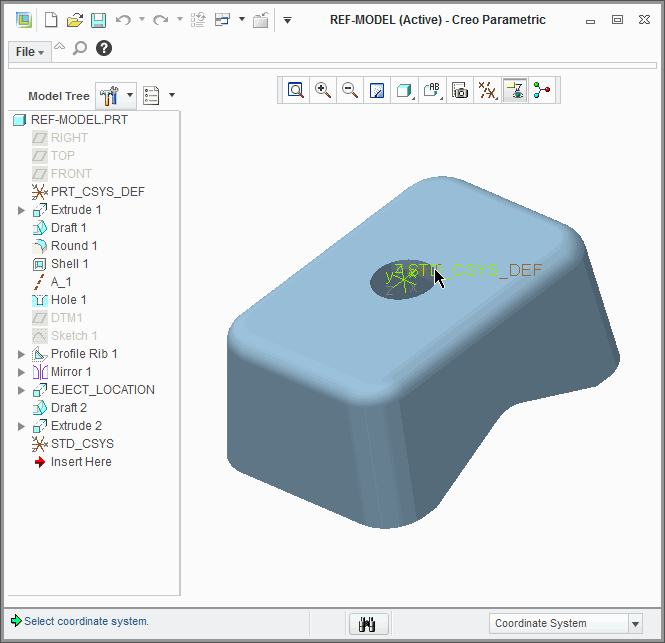 REF-MODEL (Active) - Creo Parametric
File
Model Tree
REF-MODEL.PRT
RIGHT
TOP
FRONT
PRT_CSYS_DEF
Extrude 1
Draft 1
Round 1
Shell 1
A_1
Hole 1
DTM1
Sketch 1
Profile Rib 1
Mirror 1
EJECT_LOCATION
Draft 2
Extrude 2
STD_CSYS
Insert Here
Select coordinate system.
Coordinate System